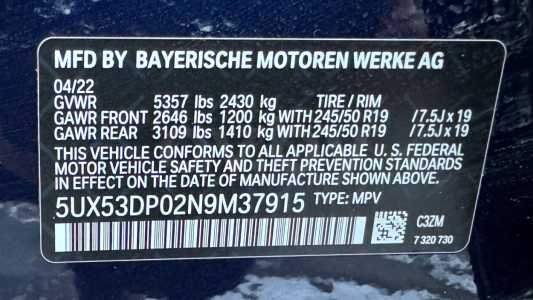 MFD BY BAYERISCHE MOTOREN WERKE AG
04/22
GVWR 5357 lbs 2430 kg TIRE / RIM
GAWR FRONT 2646 lbs 1200 kg WITH 245/50 R19 / 7.5J x 19
GAWR REAR 3109 lbs 1410 kg WITH 245/50 R19 / 7.5J x 19
THIS VEHICLE CONFORMS TO ALL APPLICABLE U. S. FEDERAL
MOTOR VEHICLE SAFETY AND THEFT PREVENTION STANDARDS
IN EFFECT ON THE DATE OF MANUFACTURE SHOWN ABOVE.
5UX53DP02N9M37915 TYPE: MPV
C3ZM
7 320 730